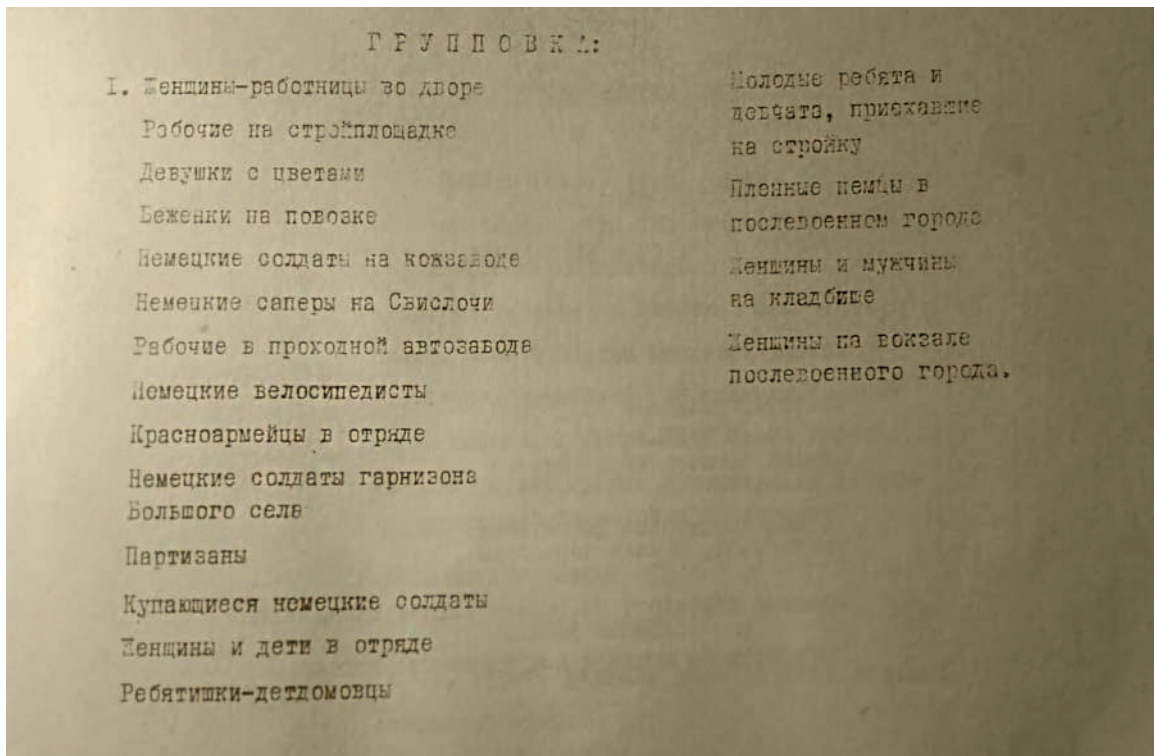 ГРУППОВКА:
I. Женщины-работницы во дворе
Рабочие на стройплощадке
Девушки с цветами
Беженки на повозке
Немецкие солдаты на кожзаводе
Немецкие саперы на Свислочи
Рабочие в проходной автозавода
Немецкие велосипедисты
Красноармейцы в отряде
Немецкие солдаты гарнизона
Большого села
Партизаны
Купающиеся немецкие солдаты
Женщины и дети в отряде
Ребятишки-детдомовцы
Молодые ребята и
девчата, приехавшие
на стройку
Пленные немцы в
послевоенном городе
Женщины и мужчины
на кладбище
Женщины на вокзале
послевоенного города.